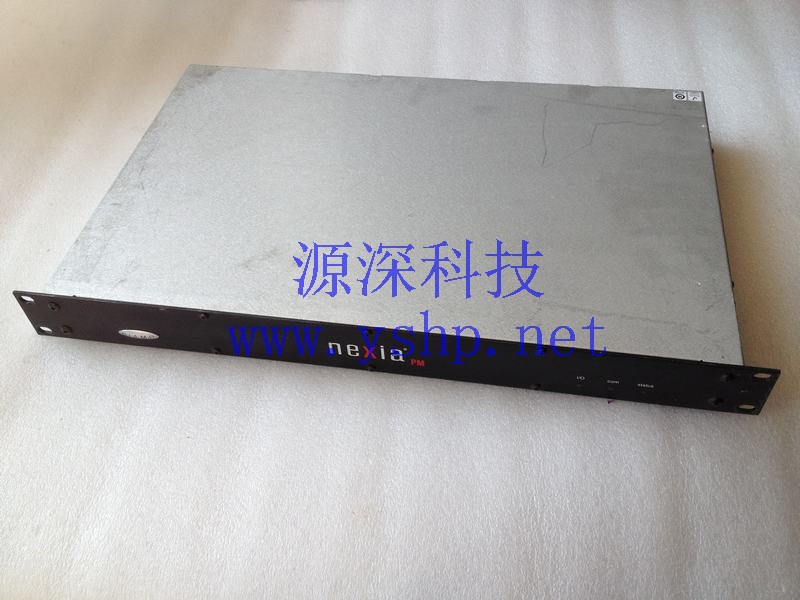 源深科技
www.yshp.net
nexia PM
I/O com status